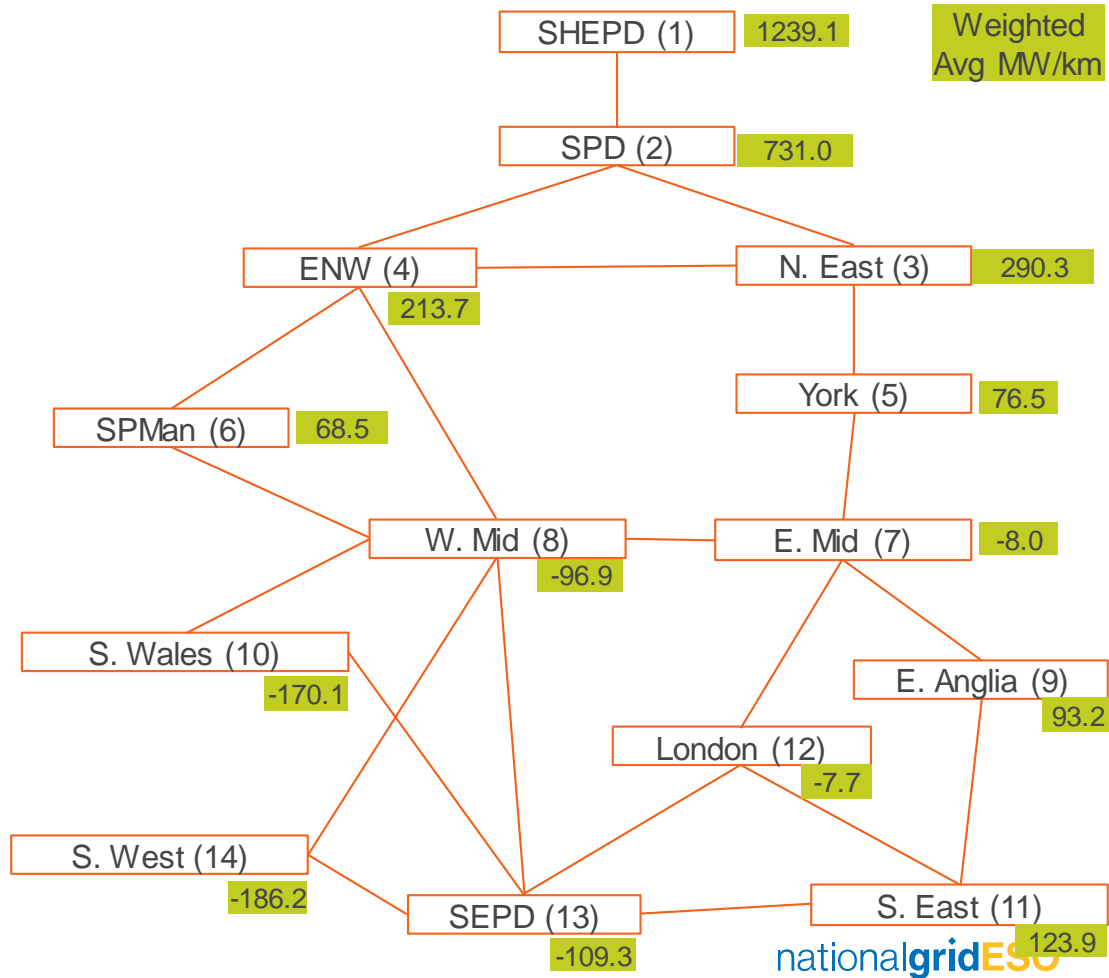 SHEPD (1)
1239.1
Weighted
Avg MW/km
SPD (2)
731.0
ENW (4)
213.7
N. East (3)
290.3
York (5)
76.5
SPMan (6)
68.5
W. Mid (8)
-96.9
E. Mid (7)
-8.0
S. Wales (10)
-170.1
E. Anglia (9)
93.2
London (12)
-7.7
S. West (14)
-186.2
SEPD (13)
-109.3
S. East (11)
123.9
nationalgridESO